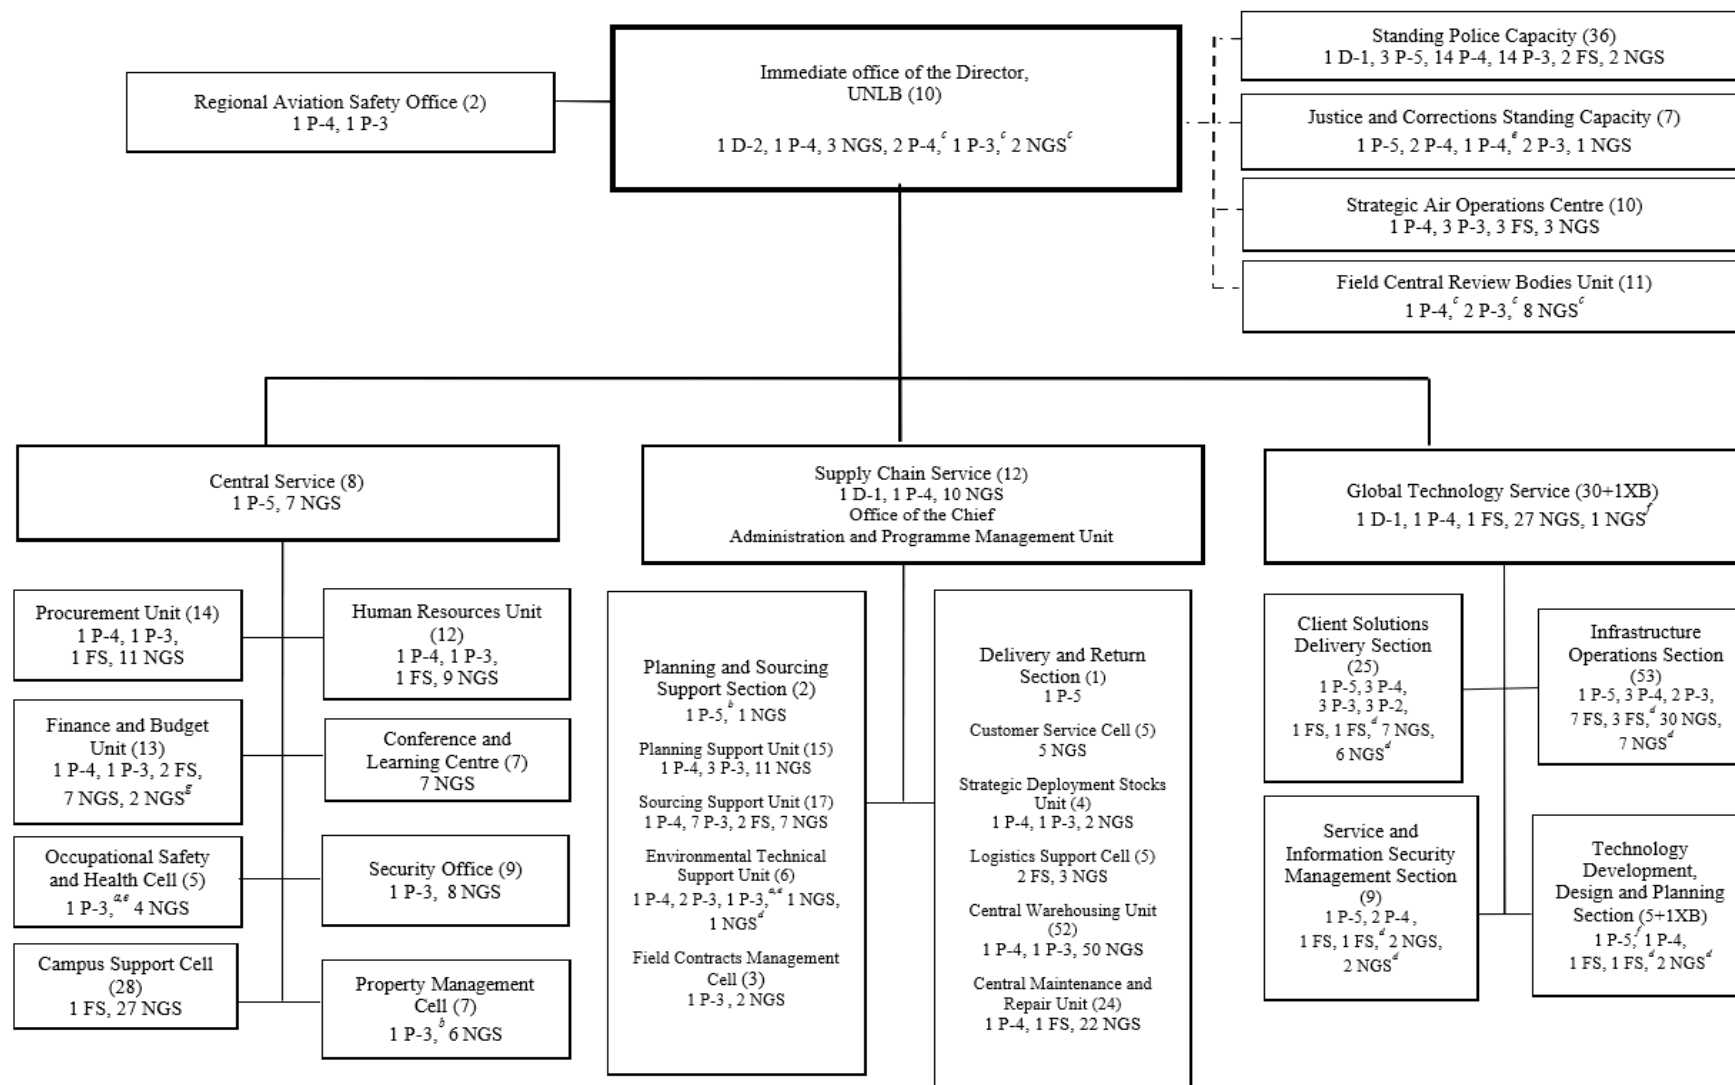 Regional Aviation Safety Office (2)
1 P-4, 1 P-3
Immediate office of the Director,
UNLB (10)
1 D-2, 1 P-4, 3 NGS, 2 P-4,c 1 P-3,c 2 NGSc
Standing Police Capacity (36)
1 D-1, 3 P-5, 14 P-4, 14 P-3, 2 FS, 2 NGS
Justice and Corrections Standing Capacity (7)
1 P-5, 2 P-4, 1 P-4,e 2 P-3, 1 NGS
Strategic Air Operations Centre (10)
1 P-4, 3 P-3, 3 FS, 3 NGS
Field Central Review Bodies Unit (11)
1 P-4,c 2 P-3,c 8 NGSc
Central Service (8)
1 P-5, 7 NGS
Procurement Unit (14)
1 P-4, 1 P-3,
1 FS, 11 NGS
Human Resources Unit
(12)
1 P-4, 1 P-3,
1 FS, 9 NGS
Finance and Budget
Unit (13)
1 P-4, 1 P-3, 2 FS,
7 NGS, 2 NGSg
Conference and
Learning Centre (7)
7 NGS
Occupational Safety
and Health Cell (5)
1 P-3,a,e 4 NGS
Security Office (9)
1 P-3, 8 NGS
Campus Support Cell
(28)
1 FS, 27 NGS
Property Management
Cell (7)
1 P-3,b 6 NGS
Supply Chain Service (12)
1 D-1, 1 P-4, 10 NGS
Office of the Chief
Administration and Programme Management Unit
Planning and Sourcing
Support Section (2)
1 P-5,b 1 NGS
Planning Support Unit (15)
1 P-4, 3 P-3, 11 NGS
Sourcing Support Unit (17)
1 P-4, 7 P-3, 2 FS, 7 NGS
Environmental Technical
Support Unit (6)
1 P-4, 2 P-3, 1 P-3,a,e 1 NGS,
1 NGSd
Field Contracts Management
Cell (3)
1 P-3, 2 NGS
Delivery and Return
Section (1)
1 P-5
Customer Service Cell (5)
5 NGS
Strategic Deployment Stocks
Unit (4)
1 P-4, 1 P-3, 2 NGS
Logistics Support Cell (5)
2 FS, 3 NGS
Central Warehousing Unit
(52)
1 P-4, 1 P-3, 50 NGS
Central Maintenance and
Repair Unit (24)
1 P-4, 1 FS, 22 NGS
Global Technology Service (30+1XB)
1 D-1, 1 P-4, 1 FS, 27 NGS, 1 NGSf
Client Solutions
Delivery Section
(25)
1 P-5, 3 P-4,
3 P-3, 3 P-2,
1 FS, 1 FS,d 7 NGS,
6 NGSd
Infrastructure
Operations Section
(53)
1 P-5, 3 P-4, 2 P-3,
7 FS, 3 FS,d 30 NGS,
7 NGSd
Service and
Information Security
Management Section
(9)
1 P-5, 2 P-4,
1 FS, 1 FS,d 2 NGS,
2 NGSd
Technology
Development,
Design and Planning
Section (5+1XB)
1 P-5,f 1 P-4,
1 FS, 1 FS,d 2 NGSd